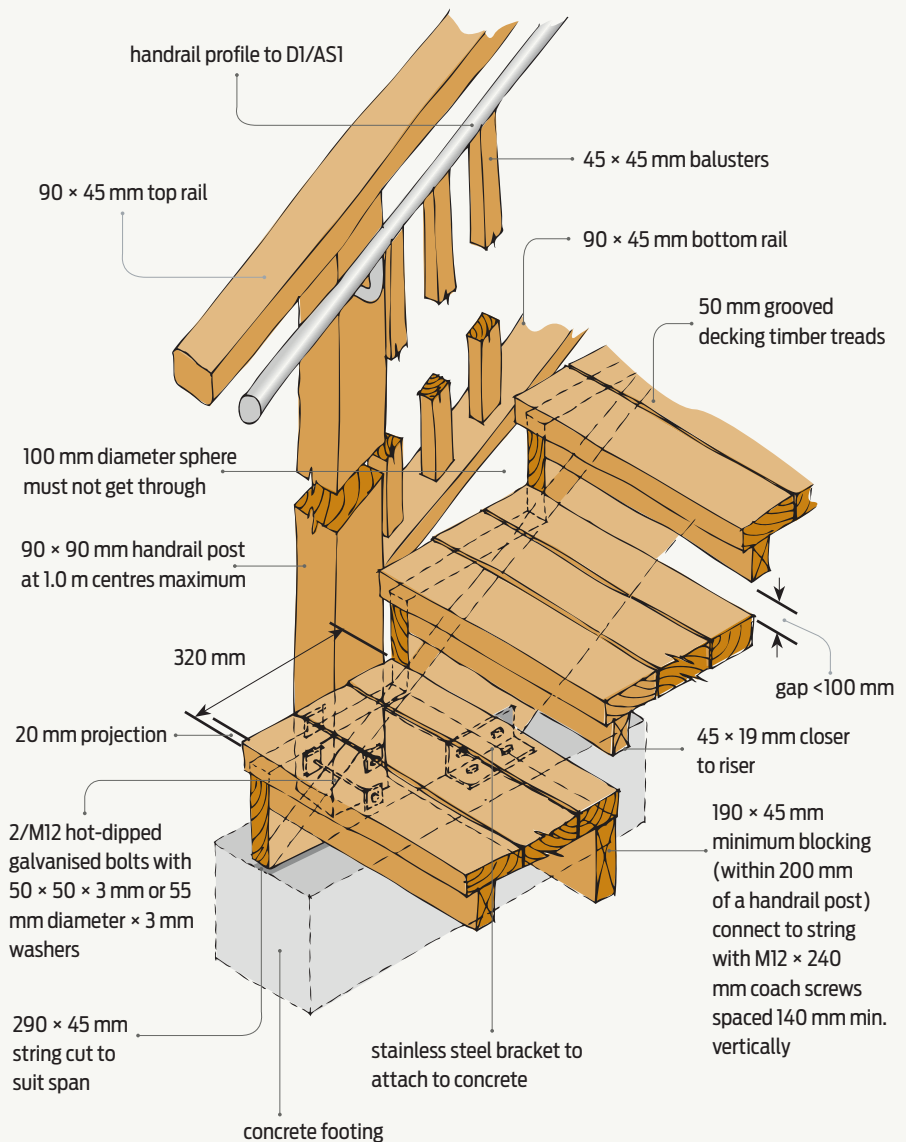 handrail profile to D1/AS1
45 × 45 mm balusters
90 × 45 mm top rail
90 × 45 mm bottom rail
50 mm grooved
decking timber treads
100 mm diameter sphere
must not get through
90 × 90 mm handrail post
at 1.0 m centres maximum
320 mm
gap <100 mm
20 mm projection
45 × 19 mm closer
to riser
2/M12 hot-dipped
galvanised bolts with
50 × 50 × 3 mm or 55
mm diameter × 3 mm
washers
190 × 45 mm
minimum blocking
(within 200 mm
of a handrail post)
connect to string
with M12 × 240
mm coach screws
spaced 140 mm min.
vertically
290 × 45 mm
string cut to
suit span
stainless steel bracket to
attach to concrete
concrete footing